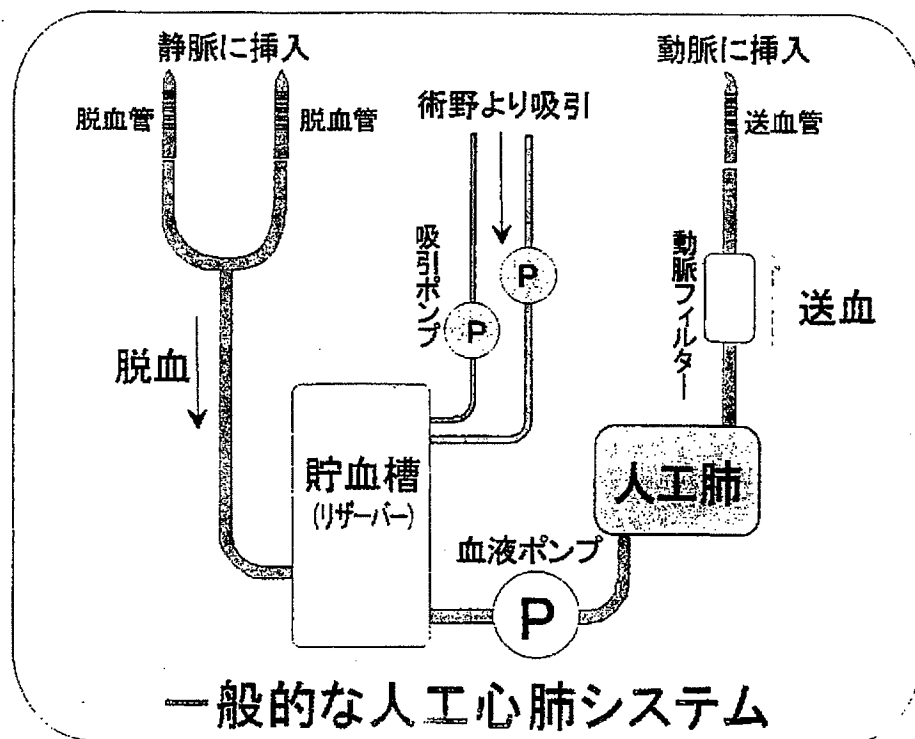 静脈に挿入
動脈に挿入
脱血管
脱血管
術野より吸引
送血管
吸引ポンプ
P
P
動脈フィルター
送血
脱血
貯血槽
(リザーバー)
人工肺
血液ポンプ
P
一般的な人工心肺システム